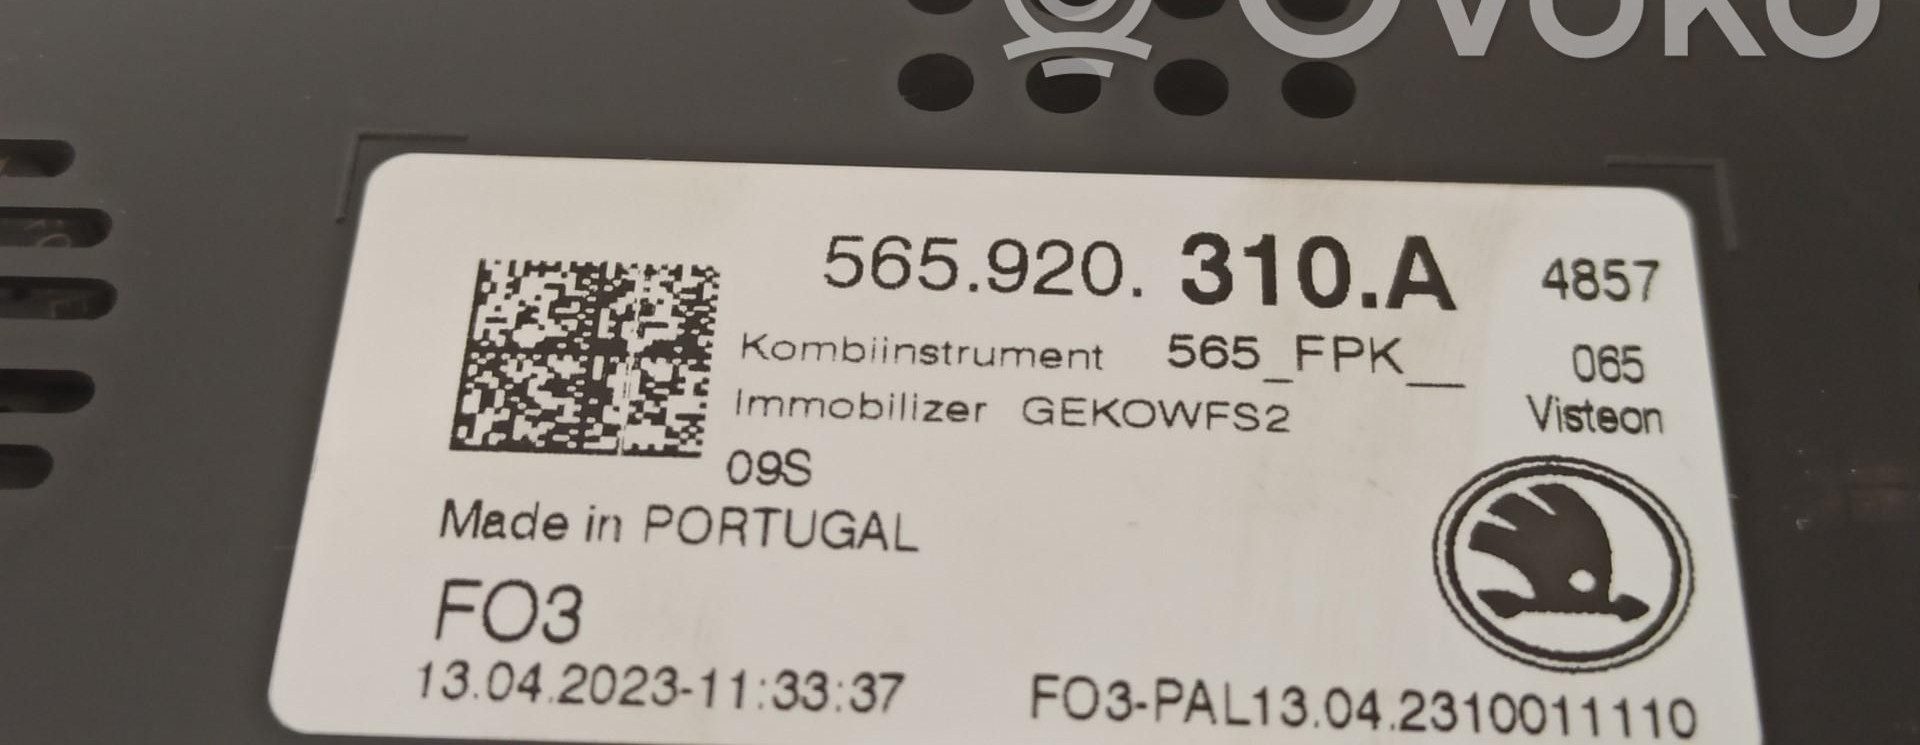 OVOKO
565.920. 310.A 4857
Kombiinstrument 565_FPK__ 065
Immobilizer GEKOWFS2 Visteon
09S
Made in PORTUGAL
FO3
13.04.2023-11:33:37 FO3-PAL13.04.2310011110